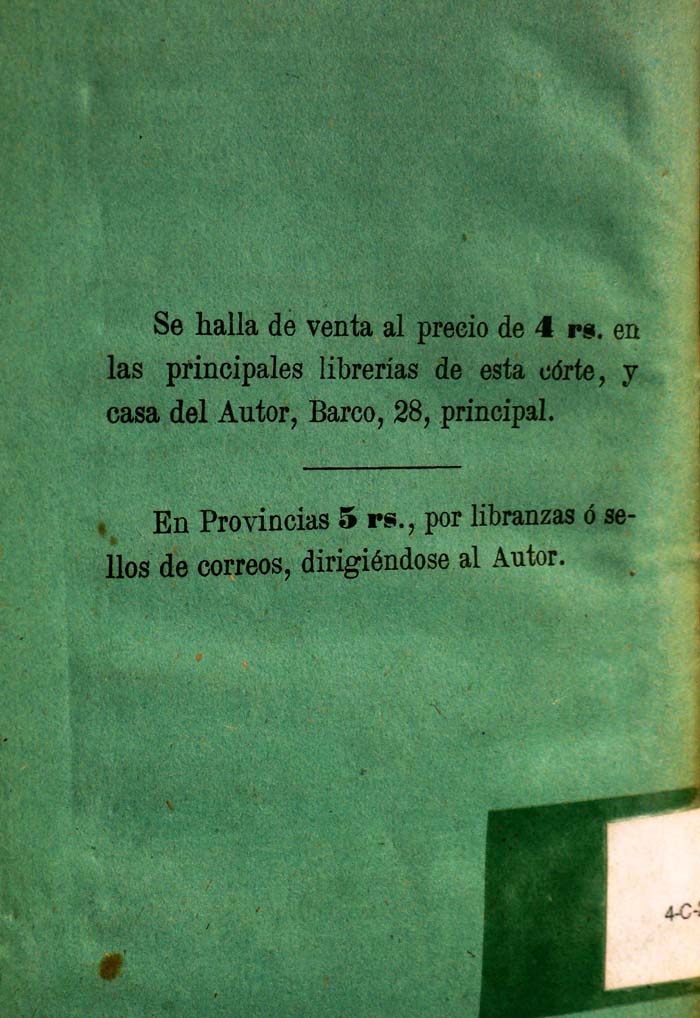 Se halla de venta al precio de 4 rs. en
las principales librerías de esta córte, y
casa del Autor, Barco, 28, principal.
En Provincias 5 rs., por libranzas ó se-
llos de correos, dirigiéndose al Autor.
4-C-